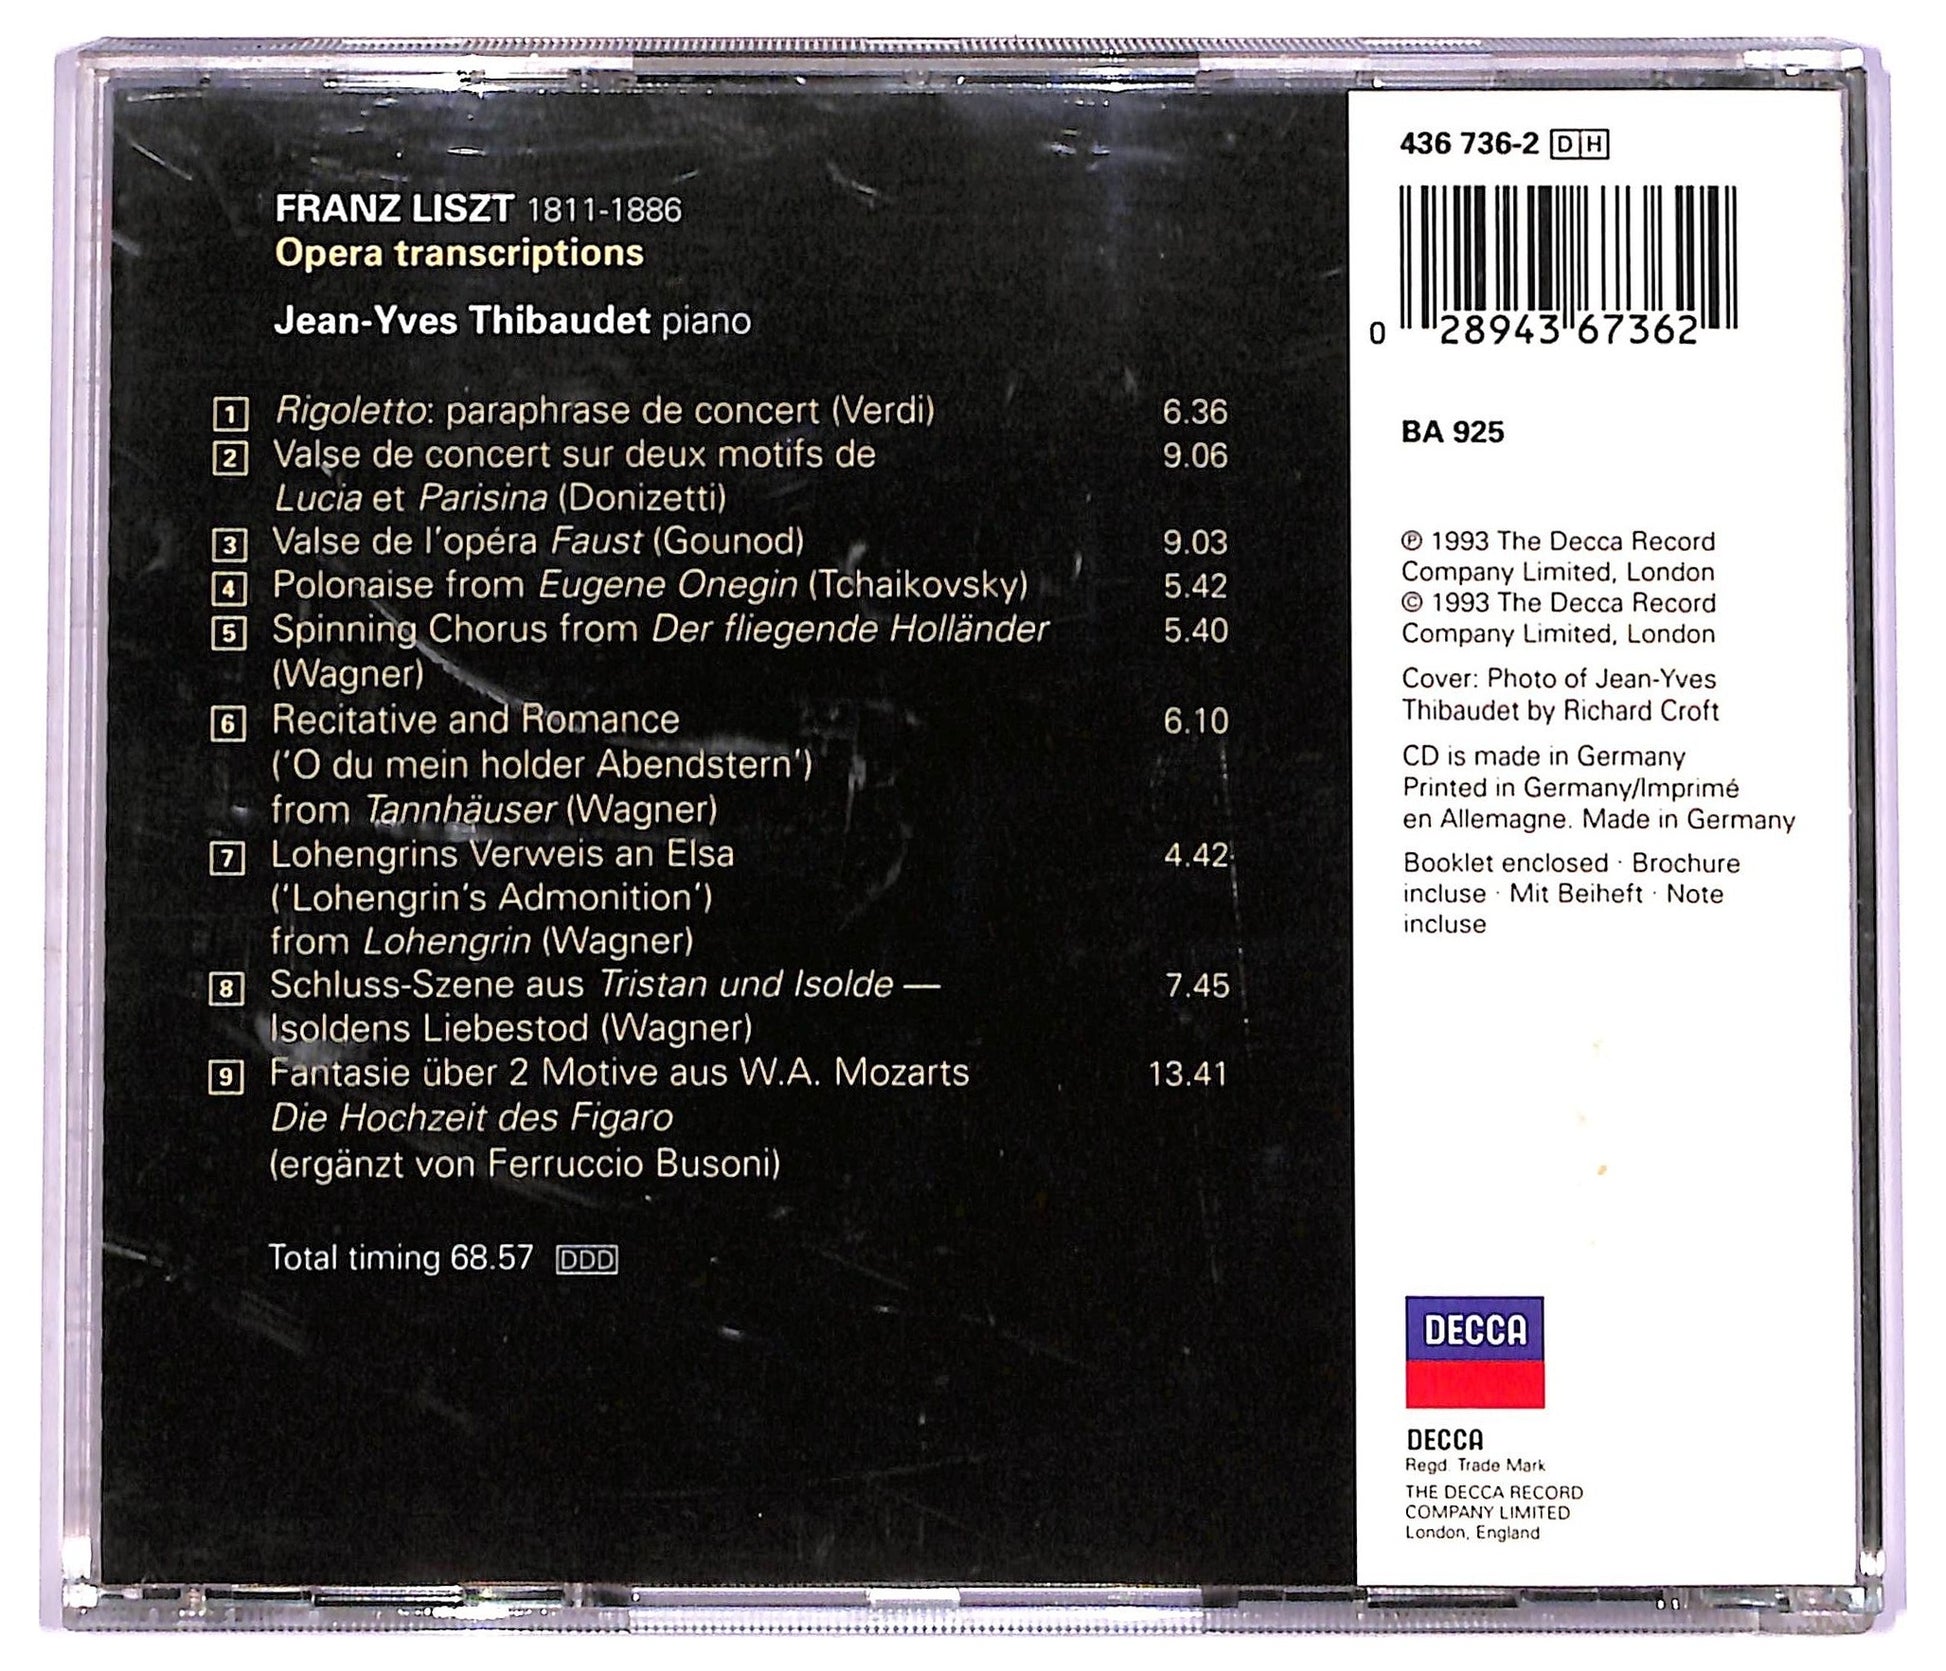 FRANZ LISZT 1811-1886
Opera transcriptions
Jean-Yves Thibaudet piano
1 Rigoletto: paraphrase de concert (Verdi) 6.36
2 Valse de concert sur deux motifs de 9.06
Lucia et Parisina (Donizetti)
3 Valse de l'opéra Faust (Gounod) 9.03
4 Polonaise from Eugene Onegin (Tchaikovsky) 5.42
5 Spinning Chorus from Der fliegende Holländer 5.40
(Wagner)
6 Recitative and Romance 6.10
('O du mein holder Abendstern')
from Tannhäuser (Wagner)
7 Lohengrins Verweis an Elsa 4.42
('Lohengrin's Admonition')
from Lohengrin (Wagner)
8 Schluss-Szene aus Tristan und Isolde — 7.45
Isoldens Liebestod (Wagner)
9 Fantasie über 2 Motive aus W.A. Mozarts 13.41
Die Hochzeit des Figaro
(ergänzt von Ferruccio Busoni)
Total timing 68.57 DDD
436 736-2 DH
0 28943 67362
BA 925
℗ 1993 The Decca Record
Company Limited, London
© 1993 The Decca Record
Company Limited, London
Cover: Photo of Jean-Yves
Thibaudet by Richard Croft
CD is made in Germany
Printed in Germany/Imprimé
en Allemagne. Made in Germany
Booklet enclosed · Brochure
incluse · Mit Beiheft · Note
incluse
DECCA
DECCA
Regd. Trade Mark
THE DECCA RECORD
COMPANY LIMITED
London, England